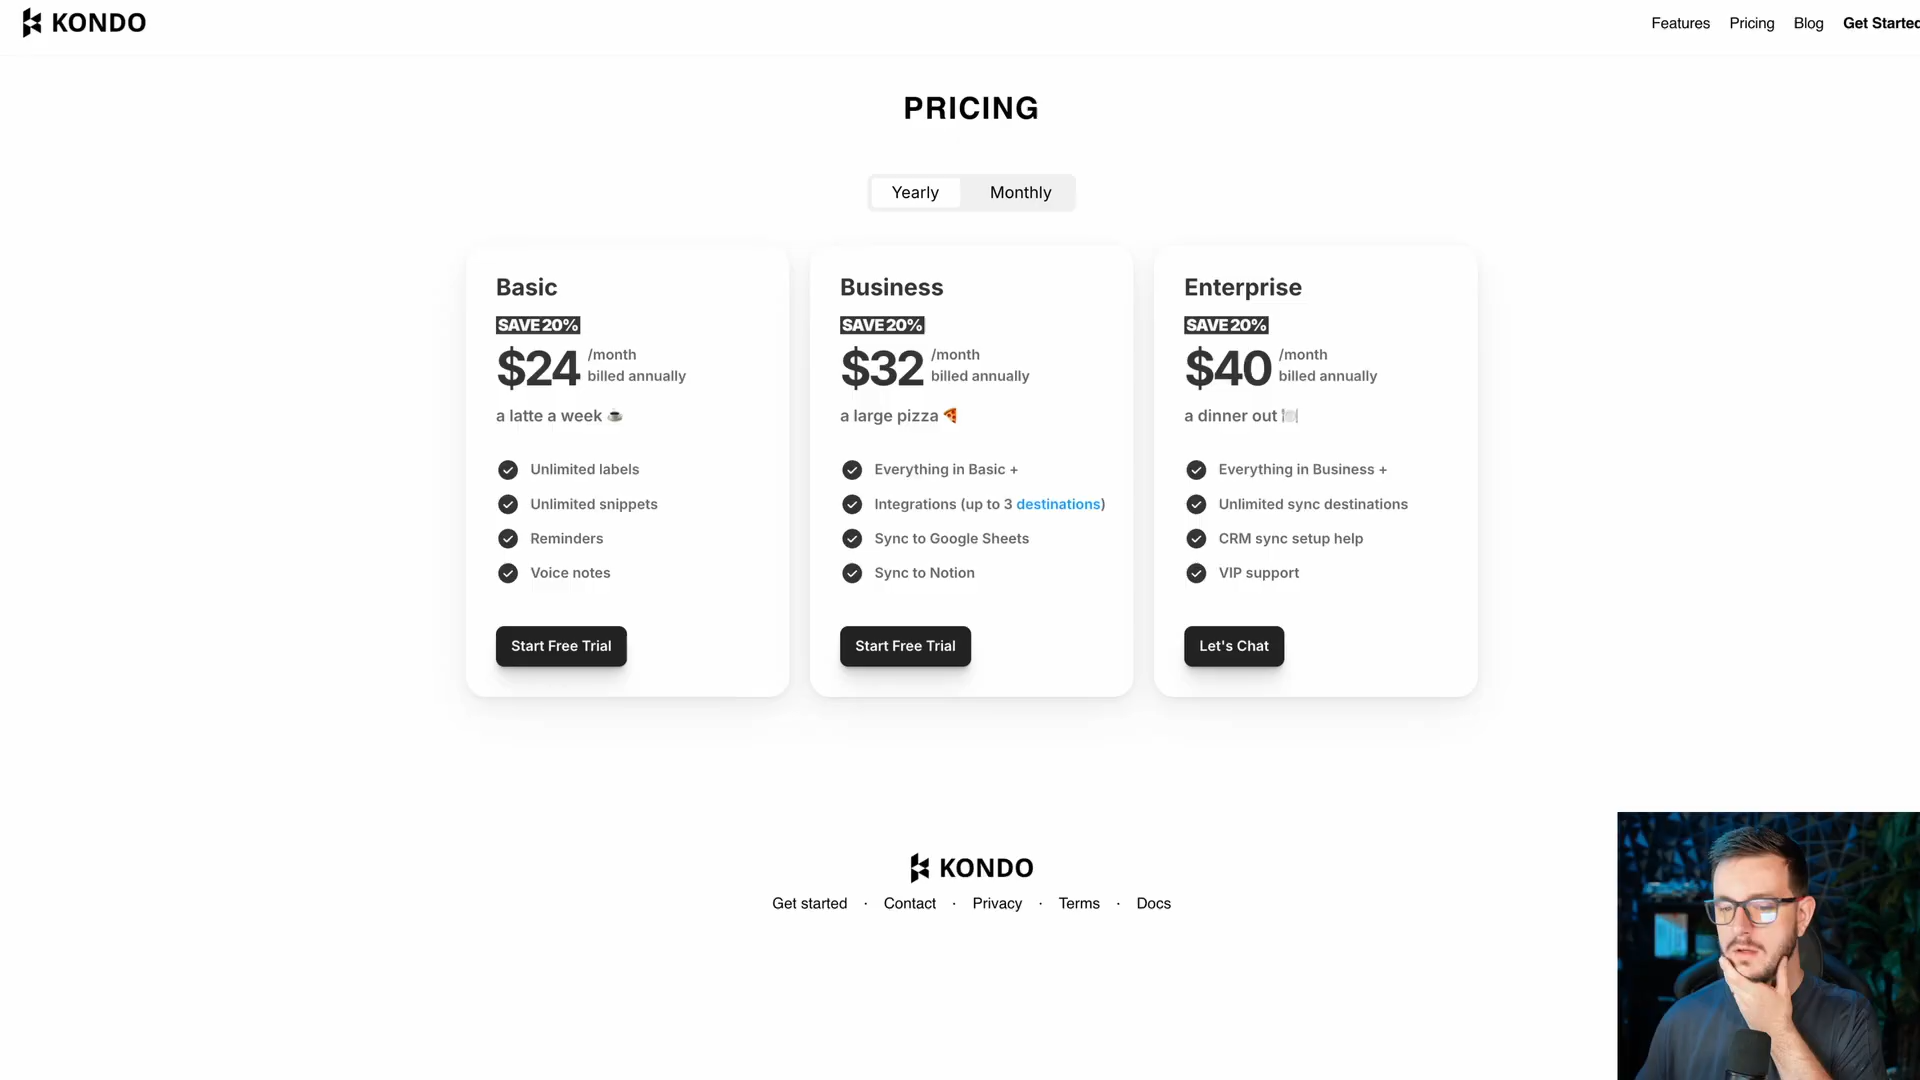 KONDO
Features Pricing Blog Get Started
PRICING
Yearly Monthly
Basic
SAVE 20%
$24 /month
billed annually
a latte a week
Unlimited labels
Unlimited snippets
Reminders
Voice notes
Start Free Trial
Business
SAVE 20%
$32 /month
billed annually
a large pizza
Everything in Basic +
Integrations (up to 3 destinations)
Sync to Google Sheets
Sync to Notion
Start Free Trial
Enterprise
SAVE 20%
$40 /month
billed annually
a dinner out
Everything in Business +
Unlimited sync destinations
CRM sync setup help
VIP support
Let's Chat
KONDO
Get started · Contact · Privacy · Terms · Docs